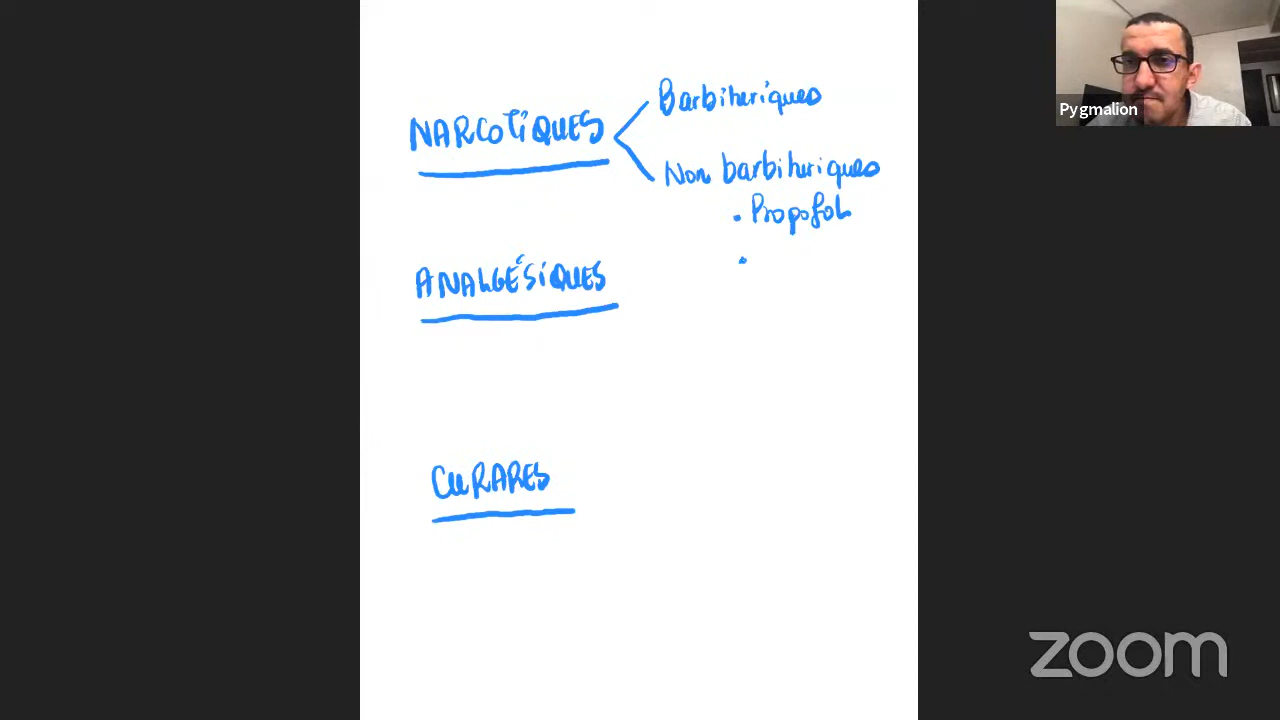 Pygmalion
NARCOTIQUES
Barbituriques
Non barbituriques
• Propofol
•
ANALGÉSIQUES
CURARES
zoom